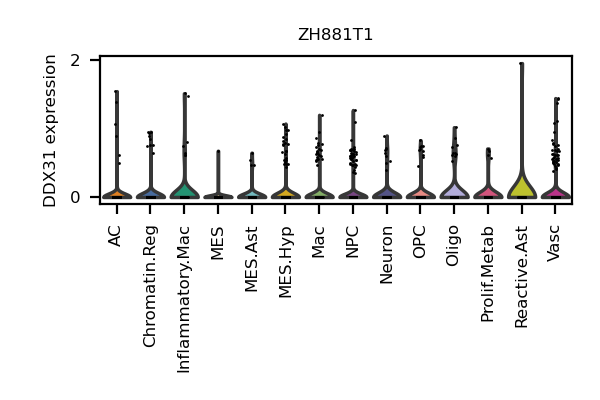 ZH881T1
DDX31 expression
2
0
AC
Chromatin.Reg
Inflammatory.Mac
MES
MES.Ast
MES.Hyp
Mac
NPC
Neuron
OPC
Oligo
Prolif.Metab
Reactive.Ast
Vasc